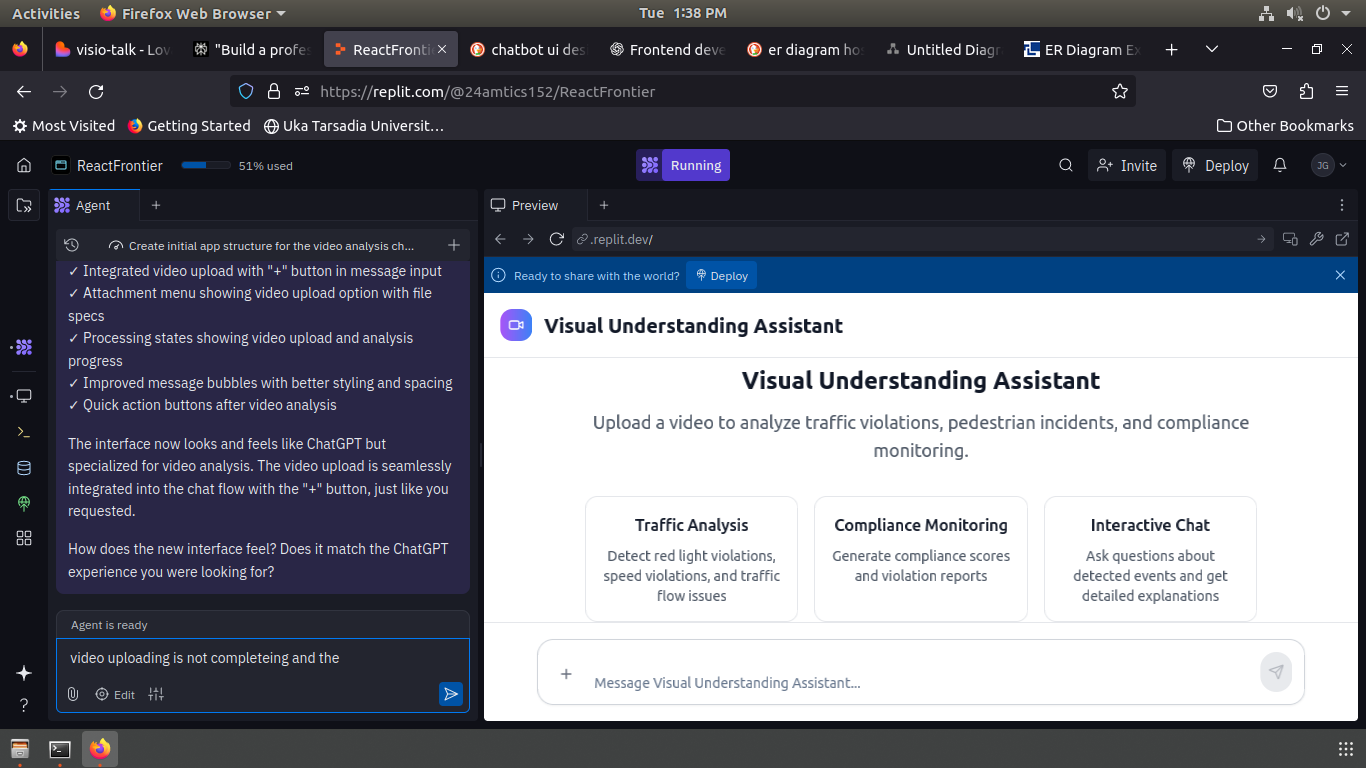 Activities
Firefox Web Browser
Tue 1:38 PM
visio-talk - Lov
"Build a profes
ReactFrontie
chatbot ui des
Frontend deve
er diagram hos
Untitled Diagr
ER Diagram Ex
https://replit.com/@24amtics152/ReactFrontier
Most Visited
Getting Started
Uka Tarsadia Universit…
Other Bookmarks
ReactFrontier
51% used
Running
Invite
Deploy
JG
Agent
Create initial app structure for the video analysis ch...
✓ Integrated video upload with "+" button in message input
✓ Attachment menu showing video upload option with file
specs
✓ Processing states showing video upload and analysis
progress
✓ Improved message bubbles with better styling and spacing
✓ Quick action buttons after video analysis
The interface now looks and feels like ChatGPT but
specialized for video analysis. The video upload is seamlessly
integrated into the chat flow with the "+" button, just like you
requested.
How does the new interface feel? Does it match the ChatGPT
experience you were looking for?
Agent is ready
video uploading is not completeing and the
Edit
Preview
.replit.dev/
Ready to share with the world?
Deploy
Visual Understanding Assistant
Visual Understanding Assistant
Upload a video to analyze traffic violations, pedestrian incidents, and compliance
monitoring.
Traffic Analysis
Detect red light violations,
speed violations, and traffic
flow issues
Compliance Monitoring
Generate compliance scores
and violation reports
Interactive Chat
Ask questions about
detected events and get
detailed explanations
Message Visual Understanding Assistant...